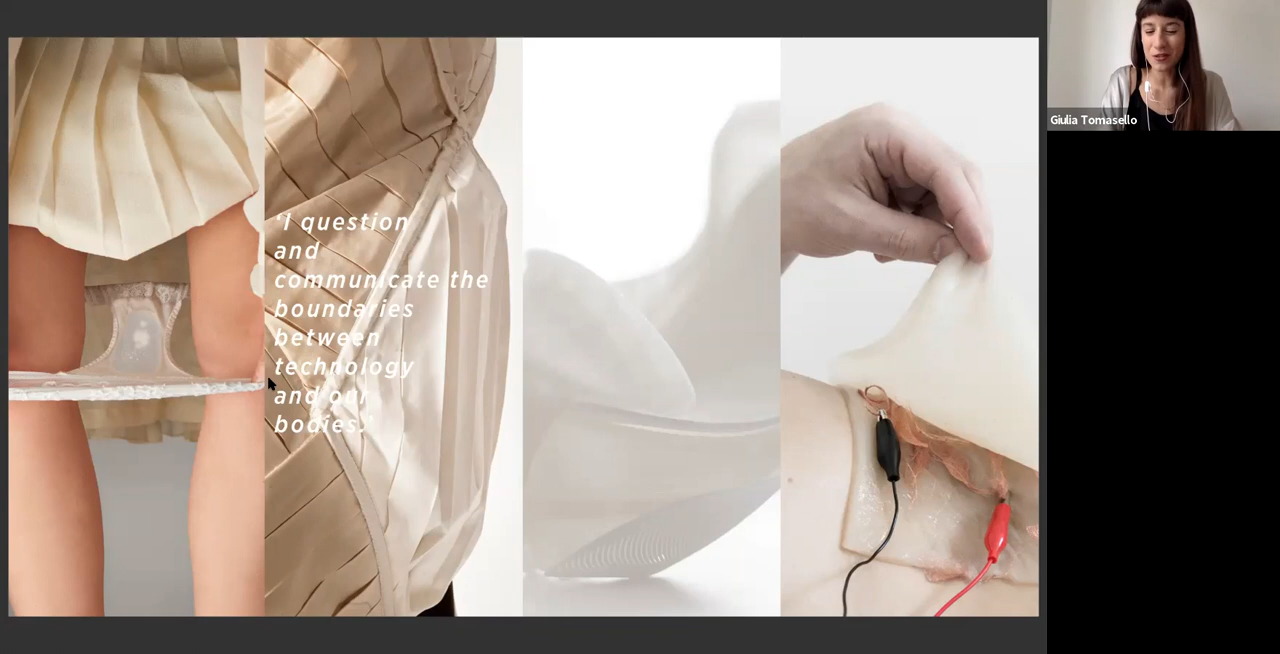 ‘I question
and
communicate the
boundaries
between
technology
and our
bodies.’
Giulia Tomasello